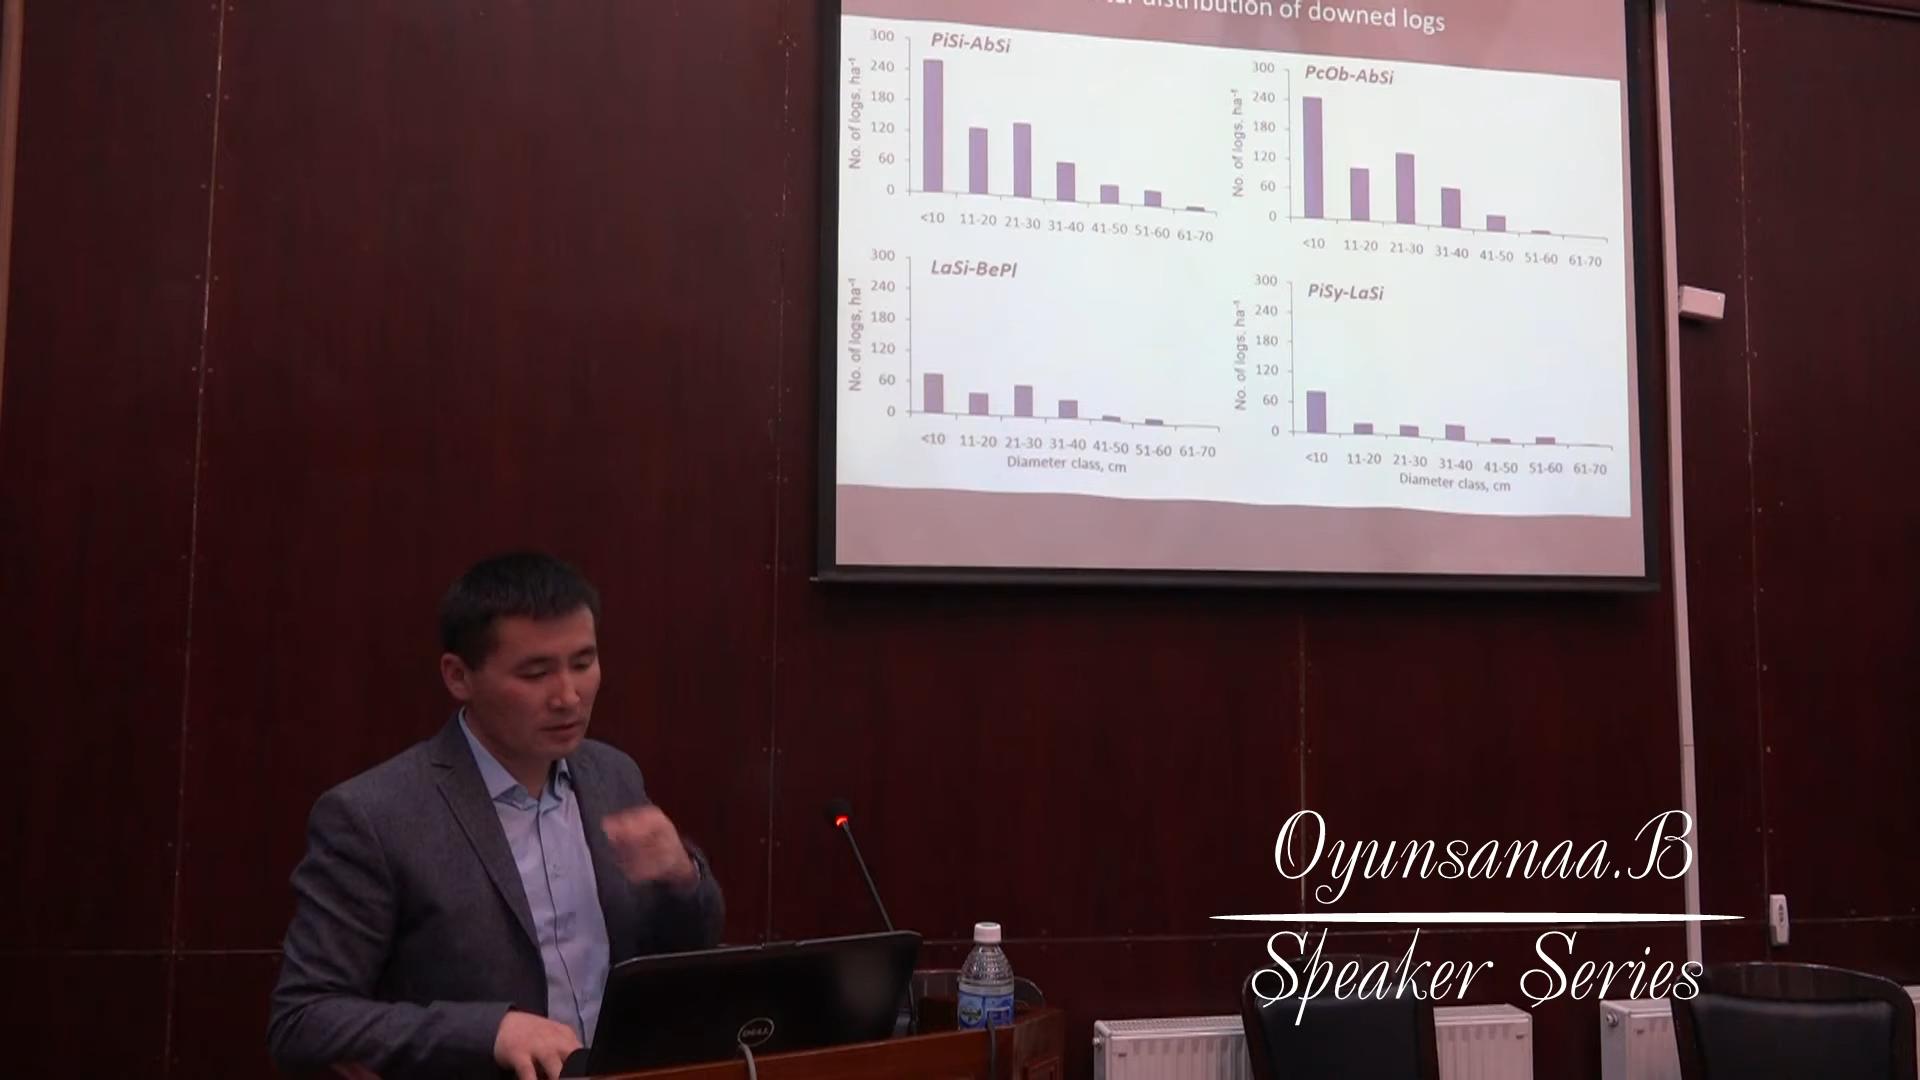 distribution of downed logs
PiSi-AbSi
No. of logs. ha⁻¹
300
240
180
120
60
0
<10 11-20 21-30 31-40 41-50 51-60 61-70
PcOb-AbSi
No. of logs. ha⁻¹
300
240
180
120
60
0
<10 11-20 21-30 31-40 41-50 51-60 61-70
LaSi-BePl
No. of logs, ha⁻¹
300
240
180
120
60
0
<10 11-20 21-30 31-40 41-50 51-60 61-70
Diameter class, cm
PiSy-LaSi
No. of logs. ha⁻¹
300
240
180
120
60
0
<10 11-20 21-30 31-40 41-50 51-60 61-70
Diameter class, cm
DELL
Oyunsanaa.B
Speaker Series